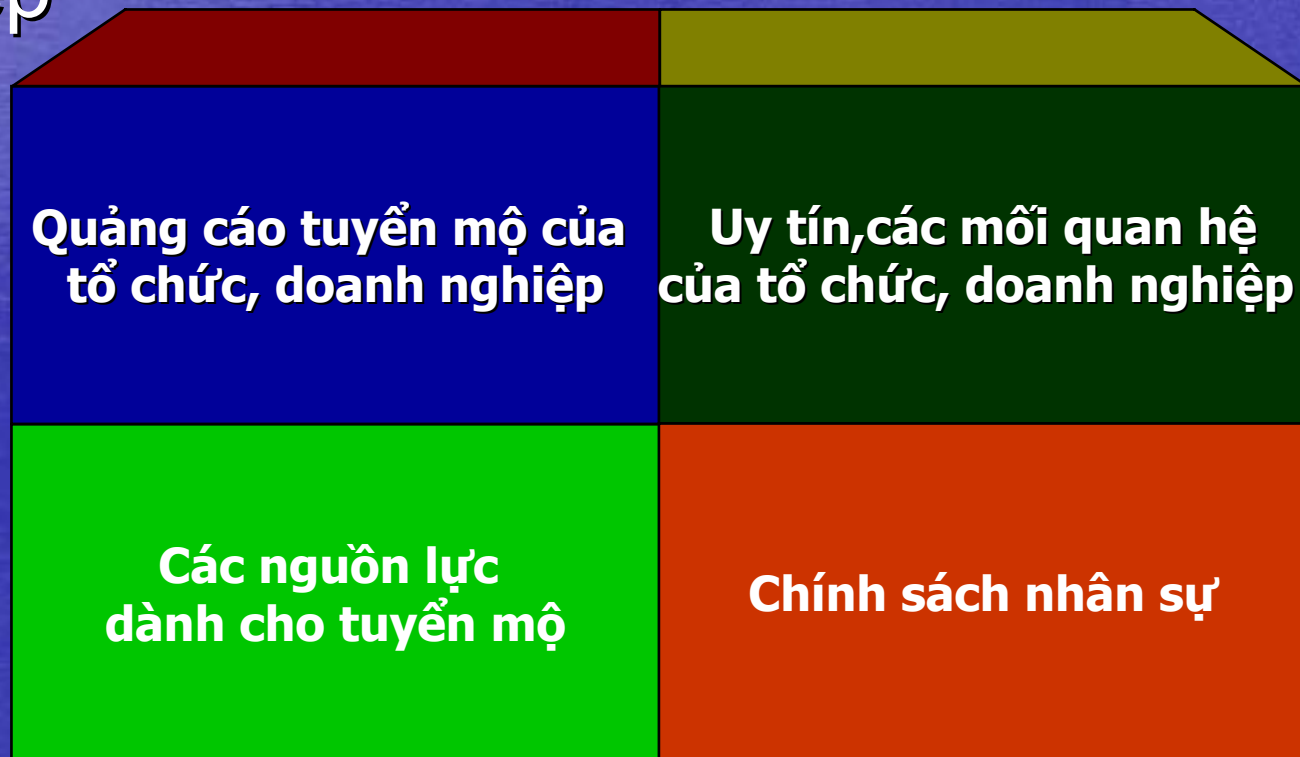 Quảng cáo tuyển mộ của
tổ chức, doanh nghiệp
Uy tín,các mối quan hệ
của tổ chức, doanh nghiệp
Các nguồn lực
dành cho tuyển mộ
Chính sách nhân sự